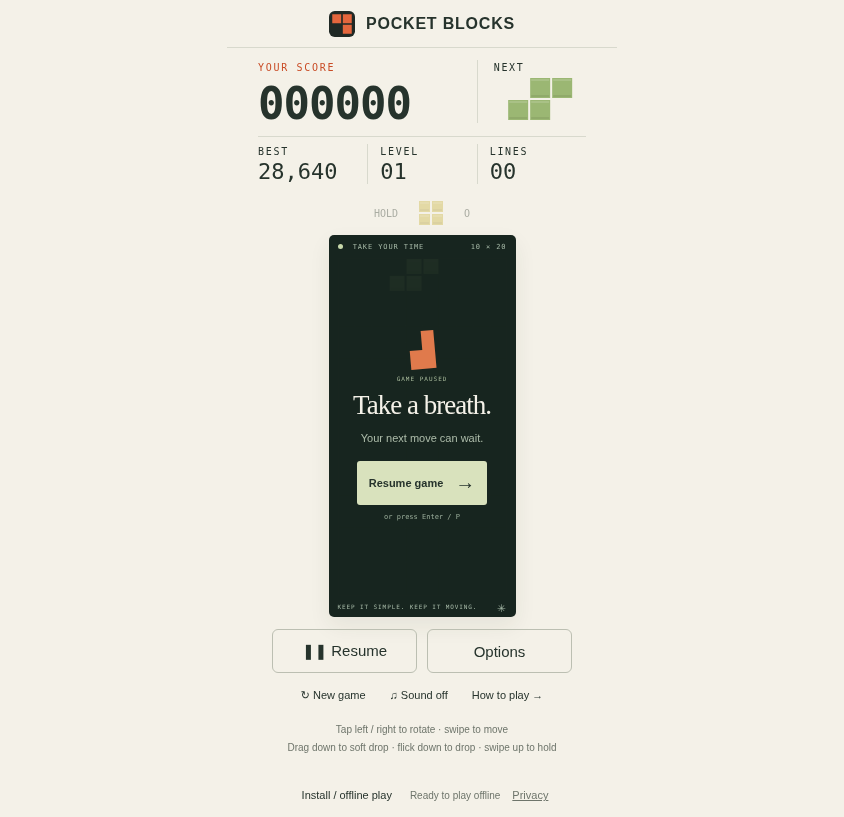 POCKET BLOCKS
YOUR SCORE
000000
NEXT
BEST
28,640
LEVEL
01
LINES
00
HOLD
O
TAKE YOUR TIME
10 × 20
GAME PAUSED
Take a breath.
Your next move can wait.
Resume game →
or press Enter / P
KEEP IT SIMPLE. KEEP IT MOVING. ✳
❚❚ Resume
Options
↻ New game
♫ Sound off
How to play →
Tap left / right to rotate · swipe to move
Drag down to soft drop · flick down to drop · swipe up to hold
Install / offline play
Ready to play offline
Privacy